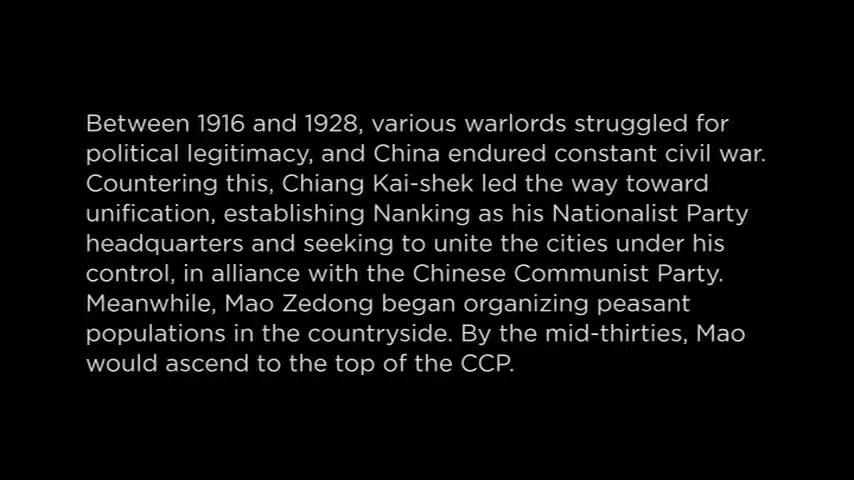 Between 1916 and 1928, various warlords struggled for
political legitimacy, and China endured constant civil war.
Countering this, Chiang Kai-shek led the way toward
unification, establishing Nanking as his Nationalist Party
headquarters and seeking to unite the cities under his
control, in alliance with the Chinese Communist Party.
Meanwhile, Mao Zedong began organizing peasant
populations in the countryside. By the mid-thirties, Mao
would ascend to the top of the CCP.